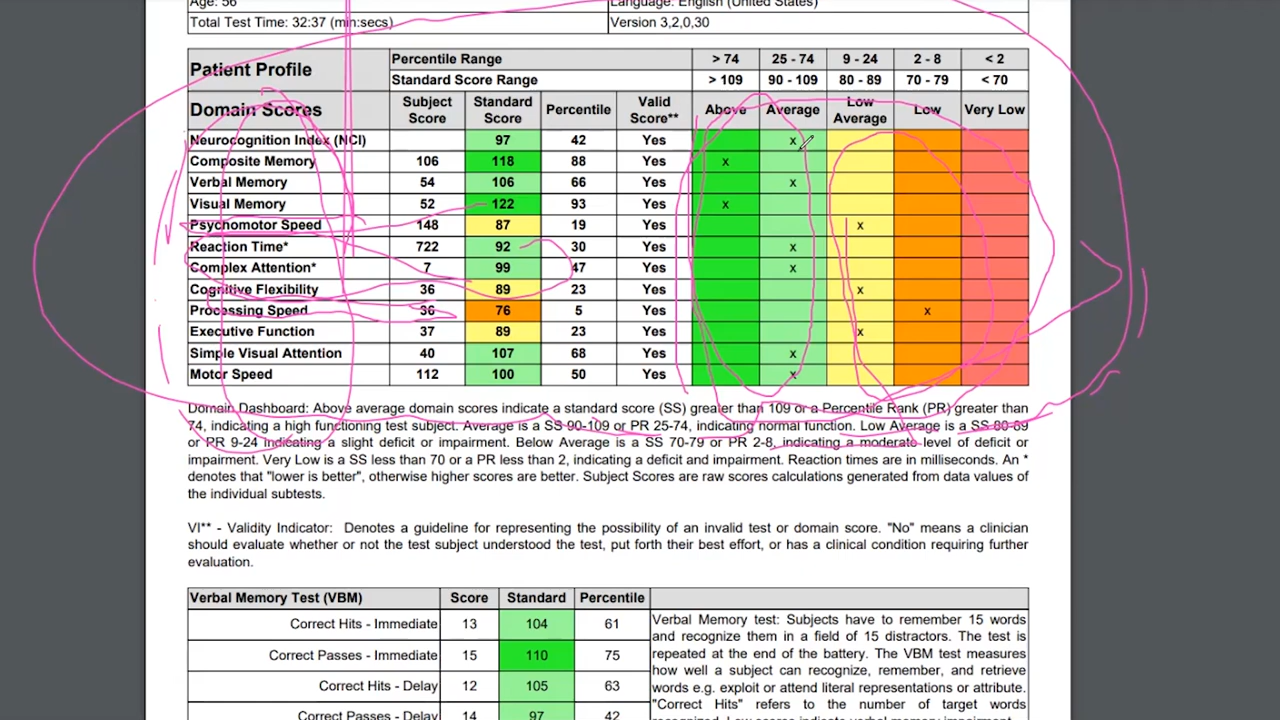 Age: 56 Language: English (United States)
Total Test Time: 32:37 (min:secs) Version 3,2,0,30
Patient Profile Percentile Range > 74 25 - 74 9 - 24 2 - 8 < 2
Standard Score Range > 109 90 - 109 80 - 89 70 - 79 < 70
Domain Scores Subject Score Standard Score Percentile Valid Score** Above Average Low Average Low Very Low
Neurocognition Index (NCI) 97 42 Yes x
Composite Memory 106 118 88 Yes x
Verbal Memory 54 106 66 Yes x
Visual Memory 52 122 93 Yes x
Psychomotor Speed 148 87 19 Yes x
Reaction Time* 722 92 30 Yes x
Complex Attention* 7 99 47 Yes x
Cognitive Flexibility 36 89 23 Yes x
Processing Speed 36 76 5 Yes x
Executive Function 37 89 23 Yes x
Simple Visual Attention 40 107 68 Yes x
Motor Speed 112 100 50 Yes x
Domain Dashboard: Above average domain scores indicate a standard score (SS) greater than 109 or a Percentile Rank (PR) greater than
74, indicating a high functioning test subject. Average is a SS 90-109 or PR 25-74, indicating normal function. Low Average is a SS 80-89
or PR 9-24 indicating a slight deficit or impairment. Below Average is a SS 70-79 or PR 2-8, indicating a moderate level of deficit or
impairment. Very Low is a SS less than 70 or a PR less than 2, indicating a deficit and impairment. Reaction times are in milliseconds. An *
denotes that "lower is better", otherwise higher scores are better. Subject Scores are raw scores calculations generated from data values of
the individual subtests.
VI** - Validity Indicator: Denotes a guideline for representing the possibility of an invalid test or domain score. "No" means a clinician
should evaluate whether or not the test subject understood the test, put forth their best effort, or has a clinical condition requiring further
evaluation.
Verbal Memory Test (VBM) Score Standard Percentile
Correct Hits - Immediate 13 104 61
Correct Passes - Immediate 15 110 75
Correct Hits - Delay 12 105 63
Correct Passes - Delay 14 97 42
Verbal Memory test: Subjects have to remember 15 words
and recognize them in a field of 15 distractors. The test is
repeated at the end of the battery. The VBM test measures
how well a subject can recognize, remember, and retrieve
words e.g. exploit or attend literal representations or attribute.
"Correct Hits" refers to the number of target words
recognized. Low scores indicate verbal memory impairment.